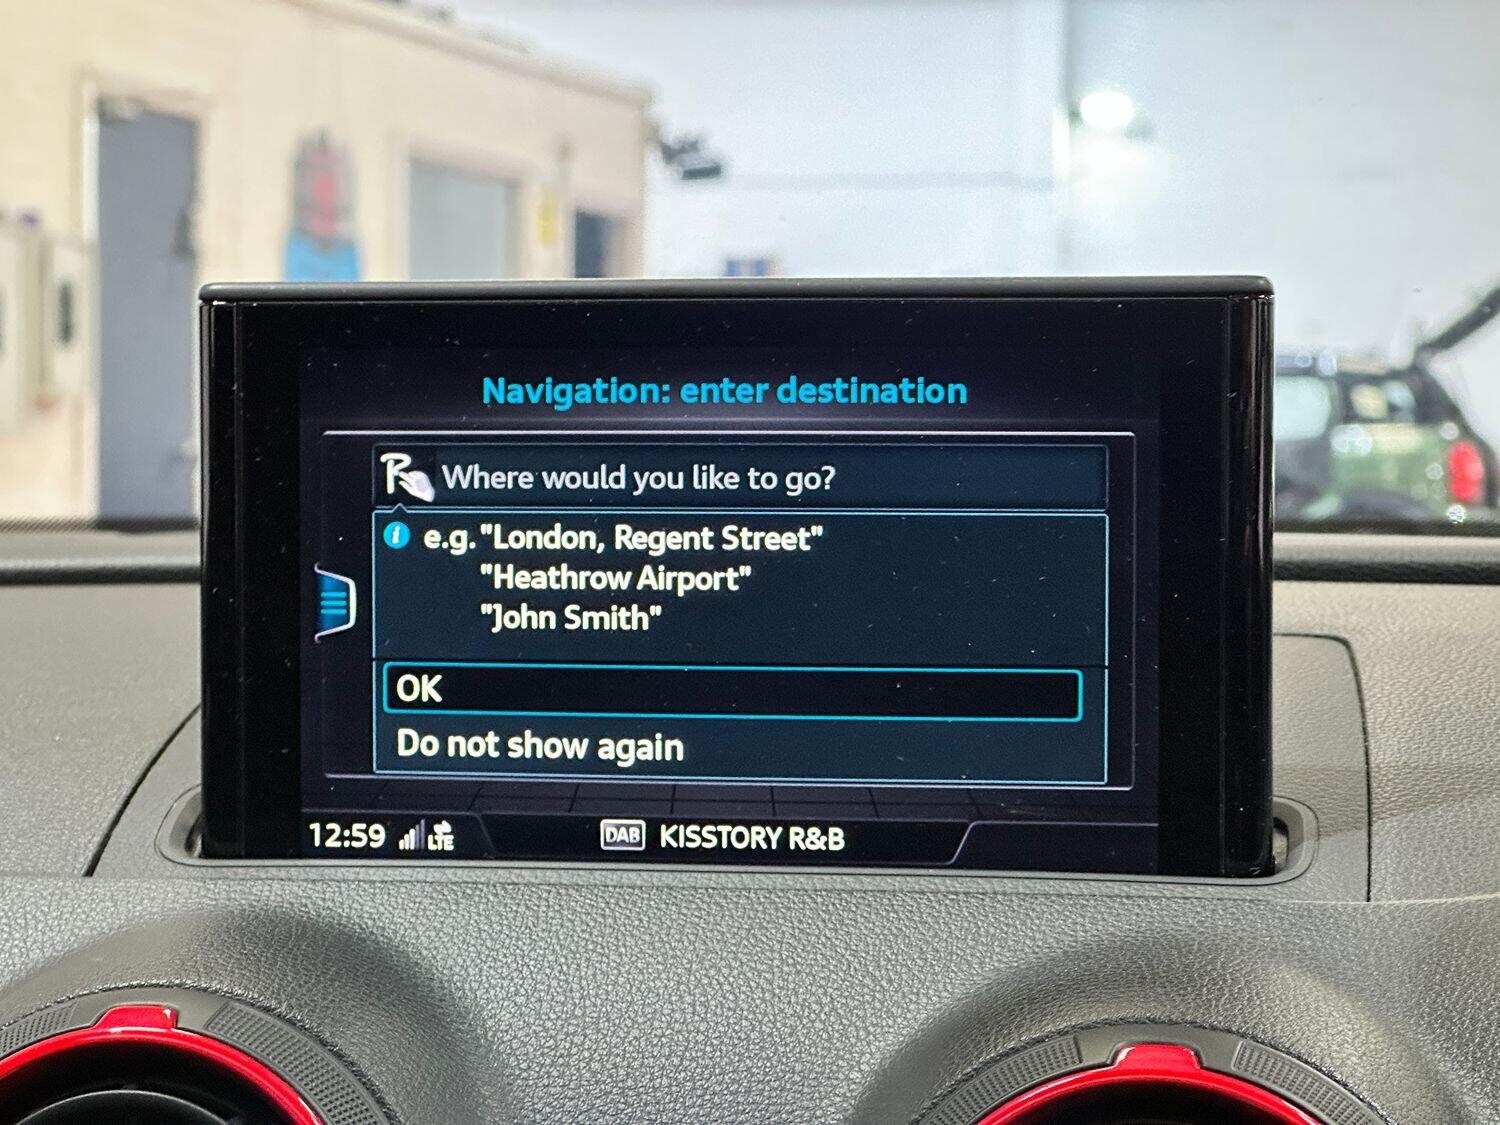 Navigation: enter destination
Where would you like to go?
e.g. "London, Regent Street"
"Heathrow Airport"
"John Smith"
OK
Do not show again
12:59 LTE DAB KISSTORY R&B